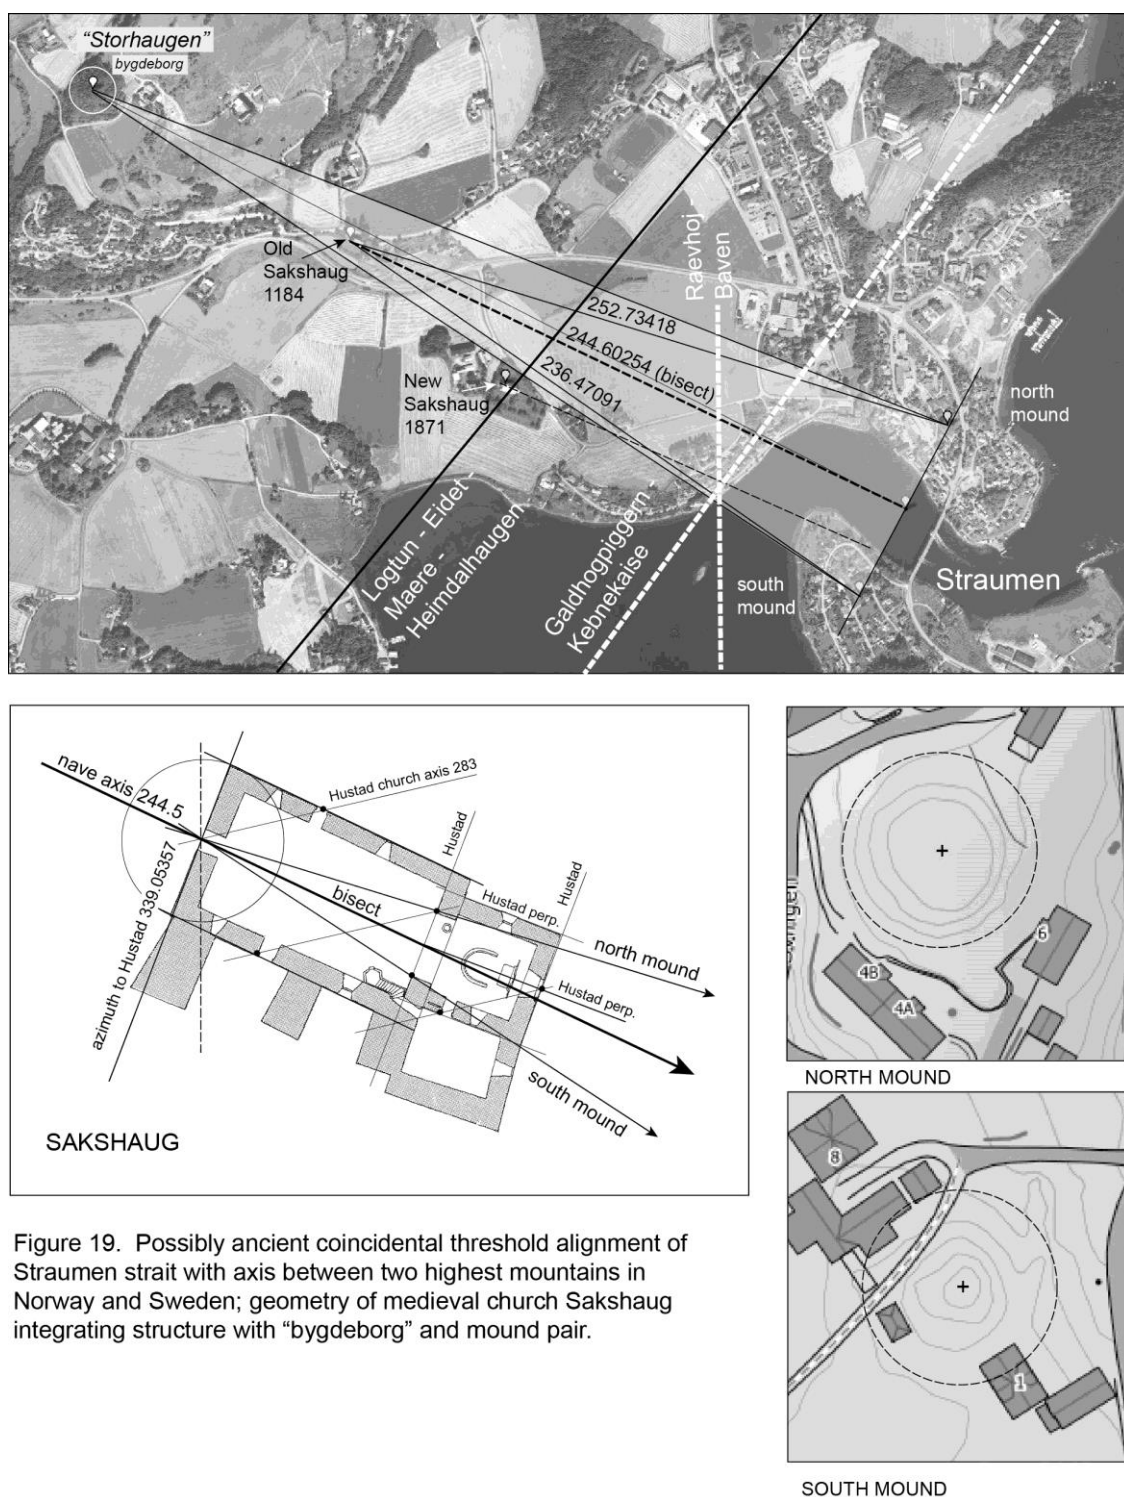 "Storhaugen"
bygdeborg
Old
Sakshaug
1184
New
Sakshaug
1871
252.73418
244.60254 (bisect)
236.47091
Raevhoj
Baven
north
mound
south
mound
Straumen
Logtun - Eidet
Maere -
Heimdalhaugen
Galdhogpiggern
Kebnekaise
nave axis 244.5
Hustad church axis 283
Hustad
Hustad
bisect
Hustad perp.
north mound
azimuth to Hustad 339.05357
Hustad perp.
south mound
SAKSHAUG
6
4B
4A
NORTH MOUND
8
1
SOUTH MOUND
Figure 19. Possibly ancient coincidental threshold alignment of
Straumen strait with axis between two highest mountains in
Norway and Sweden; geometry of medieval church Sakshaug
integrating structure with “bygdeborg” and mound pair.